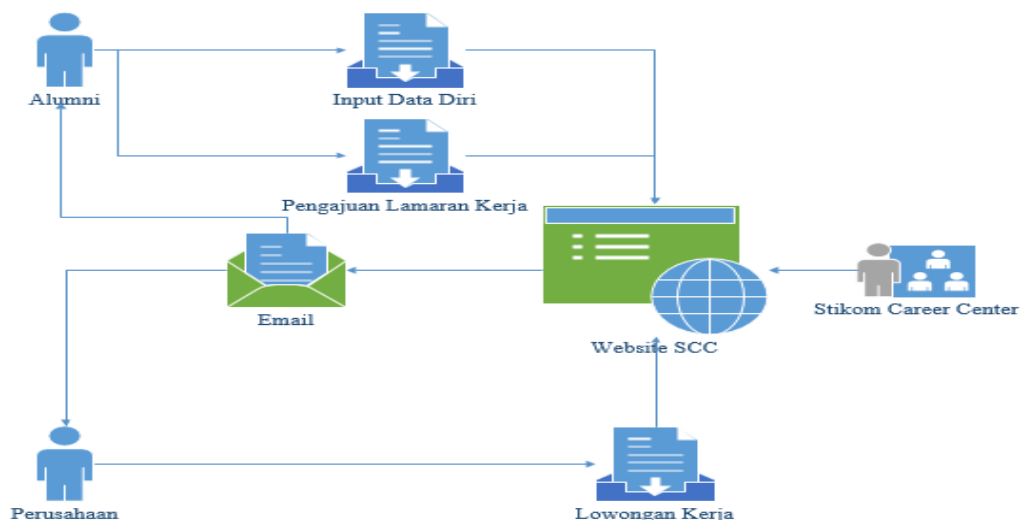 Alumni
Input Data Diri
Pengajuan Lamaran Kerja
Email
Website SCC
Stikom Career Center
Perusahaan
Lowongan Kerja